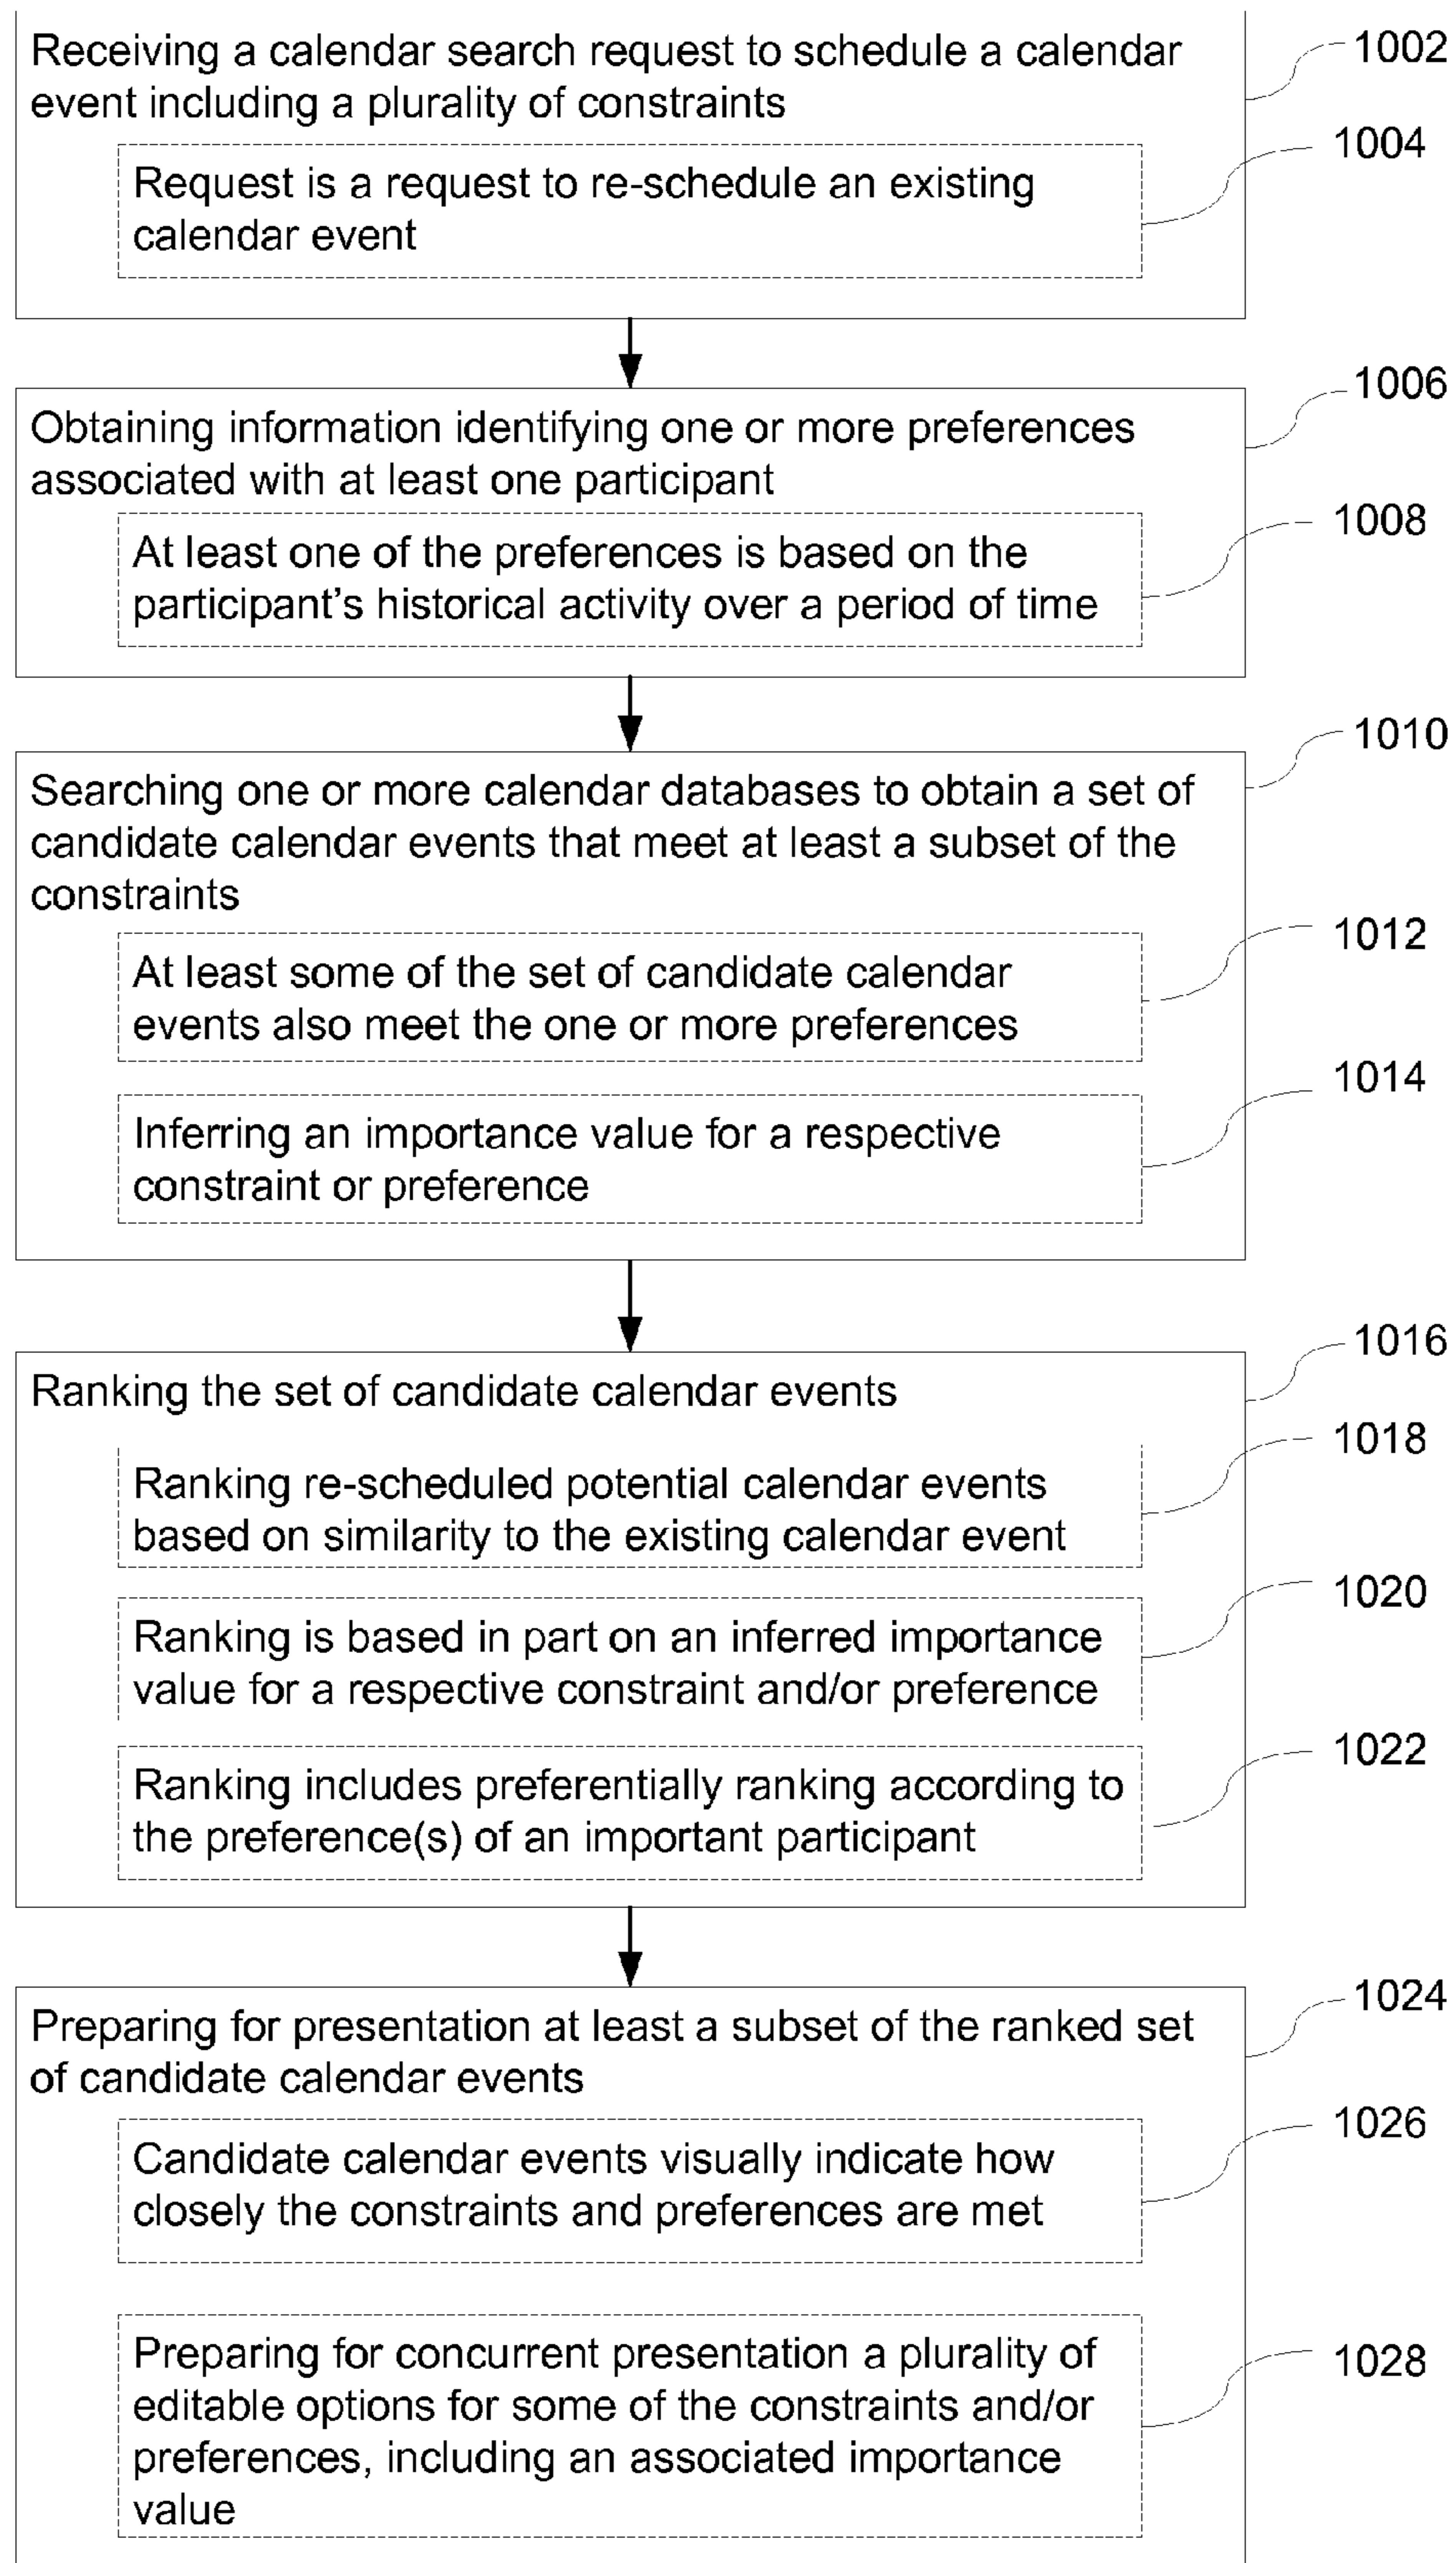 Receiving a calendar search request to schedule a calendar
event including a plurality of constraints
1002
Request is a request to re-schedule an existing
calendar event
1004
Obtaining information identifying one or more preferences
associated with at least one participant
1006
At least one of the preferences is based on the
participant's historical activity over a period of time
1008
Searching one or more calendar databases to obtain a set of
candidate calendar events that meet at least a subset of the
constraints
1010
At least some of the set of candidate calendar
events also meet the one or more preferences
1012
Inferring an importance value for a respective
constraint or preference
1014
Ranking the set of candidate calendar events
1016
Ranking re-scheduled potential calendar events
based on similarity to the existing calendar event
1018
Ranking is based in part on an inferred importance
value for a respective constraint and/or preference
1020
Ranking includes preferentially ranking according to
the preference(s) of an important participant
1022
Preparing for presentation at least a subset of the ranked set
of candidate calendar events
1024
Candidate calendar events visually indicate how
closely the constraints and preferences are met
1026
Preparing for concurrent presentation a plurality of
editable options for some of the constraints and/or
preferences, including an associated importance
value
1028